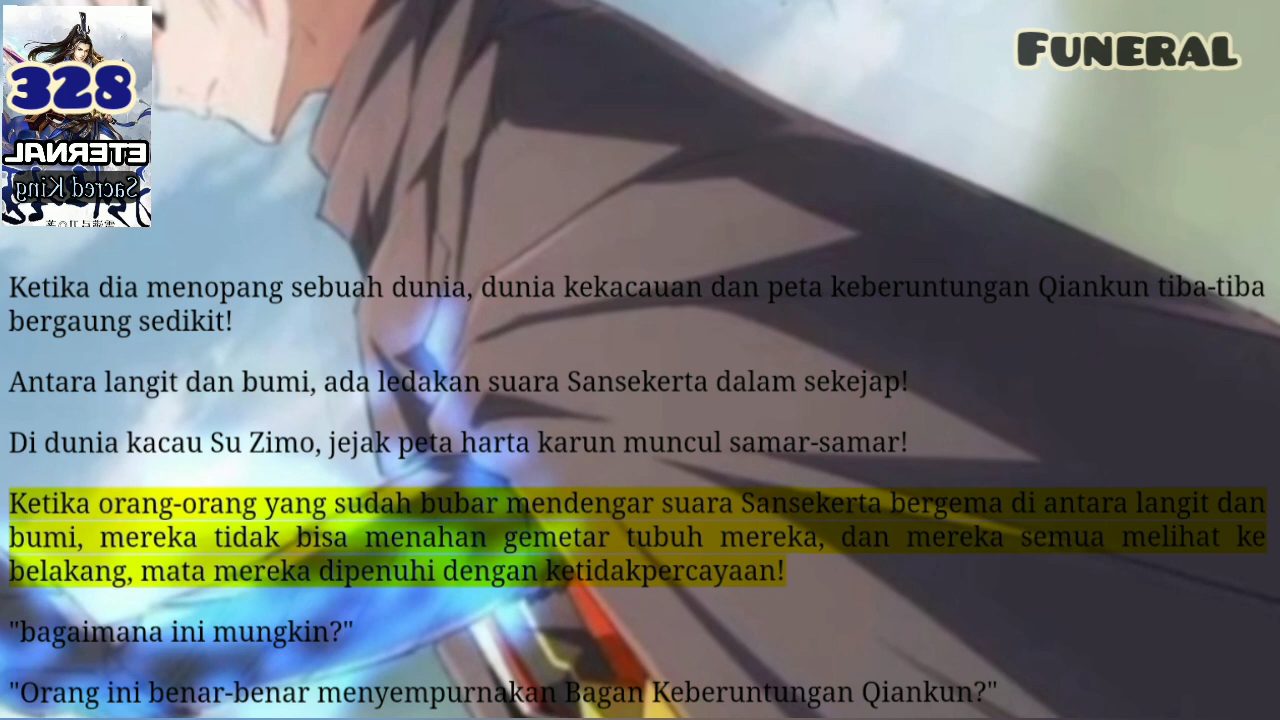 FUNERAL
328
ETERNAL
Sacred King
Ketika dia menopang sebuah dunia, dunia kekacauan dan peta keberuntungan Qiankun tiba-tiba
bergaung sedikit!
Antara langit dan bumi, ada ledakan suara Sansekerta dalam sekejap!
Di dunia kacau Su Zimo, jejak peta harta karun muncul samar-samar!
Ketika orang-orang yang sudah bubar mendengar suara Sansekerta bergema di antara langit dan
bumi, mereka tidak bisa menahan gemetar tubuh mereka, dan mereka semua melihat ke
belakang, mata mereka dipenuhi dengan ketidakpercayaan!
"bagaimana ini mungkin?"
"Orang ini benar-benar menyempurnakan Bagan Keberuntungan Qiankun?"